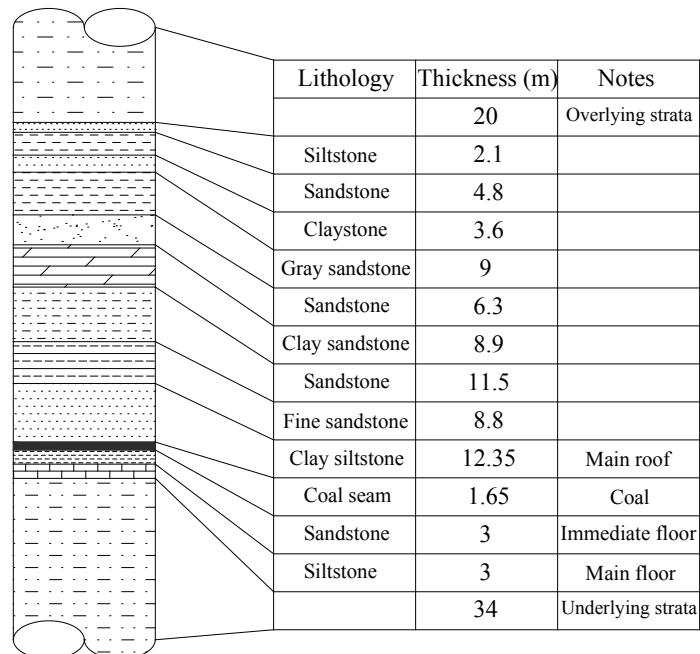 Lithology Thickness (m) Notes
20 Overlying strata
Siltstone 2.1
Sandstone 4.8
Claystone 3.6
Gray sandstone 9
Sandstone 6.3
Clay sandstone 8.9
Sandstone 11.5
Fine sandstone 8.8
Clay siltstone 12.35 Main roof
Coal seam 1.65 Coal
Sandstone 3 Immediate floor
Siltstone 3 Main floor
34 Underlying strata